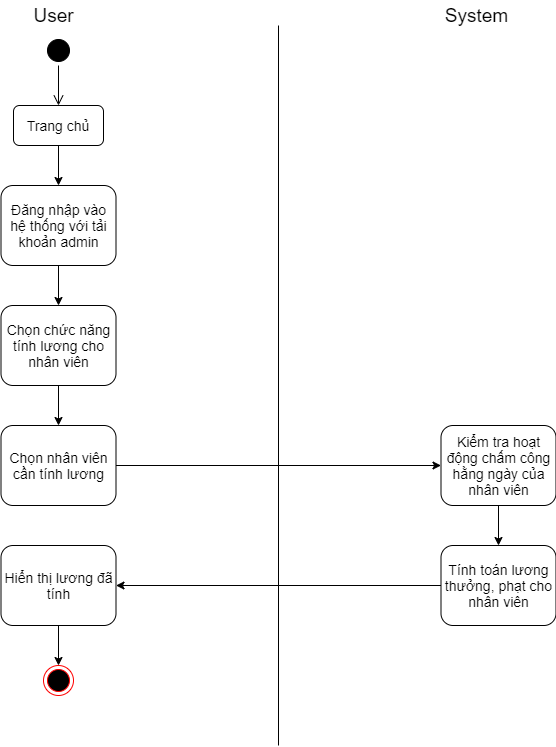 User
System
Trang chủ
Đăng nhập vào
hệ thống với tải
khoản admin
Chọn chức năng
tính lương cho
nhân viên
Chọn nhân viên
cần tính lương
Kiểm tra hoạt
động chấm công
hằng ngày của
nhân viên
Hiển thị lương đã
tính
Tính toán lương
thưởng, phạt cho
nhân viên